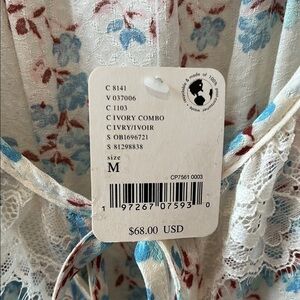 C 8141
V 037006
C 1103
C IVORY COMBO
C IVRY/IVOIR
S OB1696721
S 81298838
size
M
CP7561 0003
1 97267 07593 0
$68.00 USD